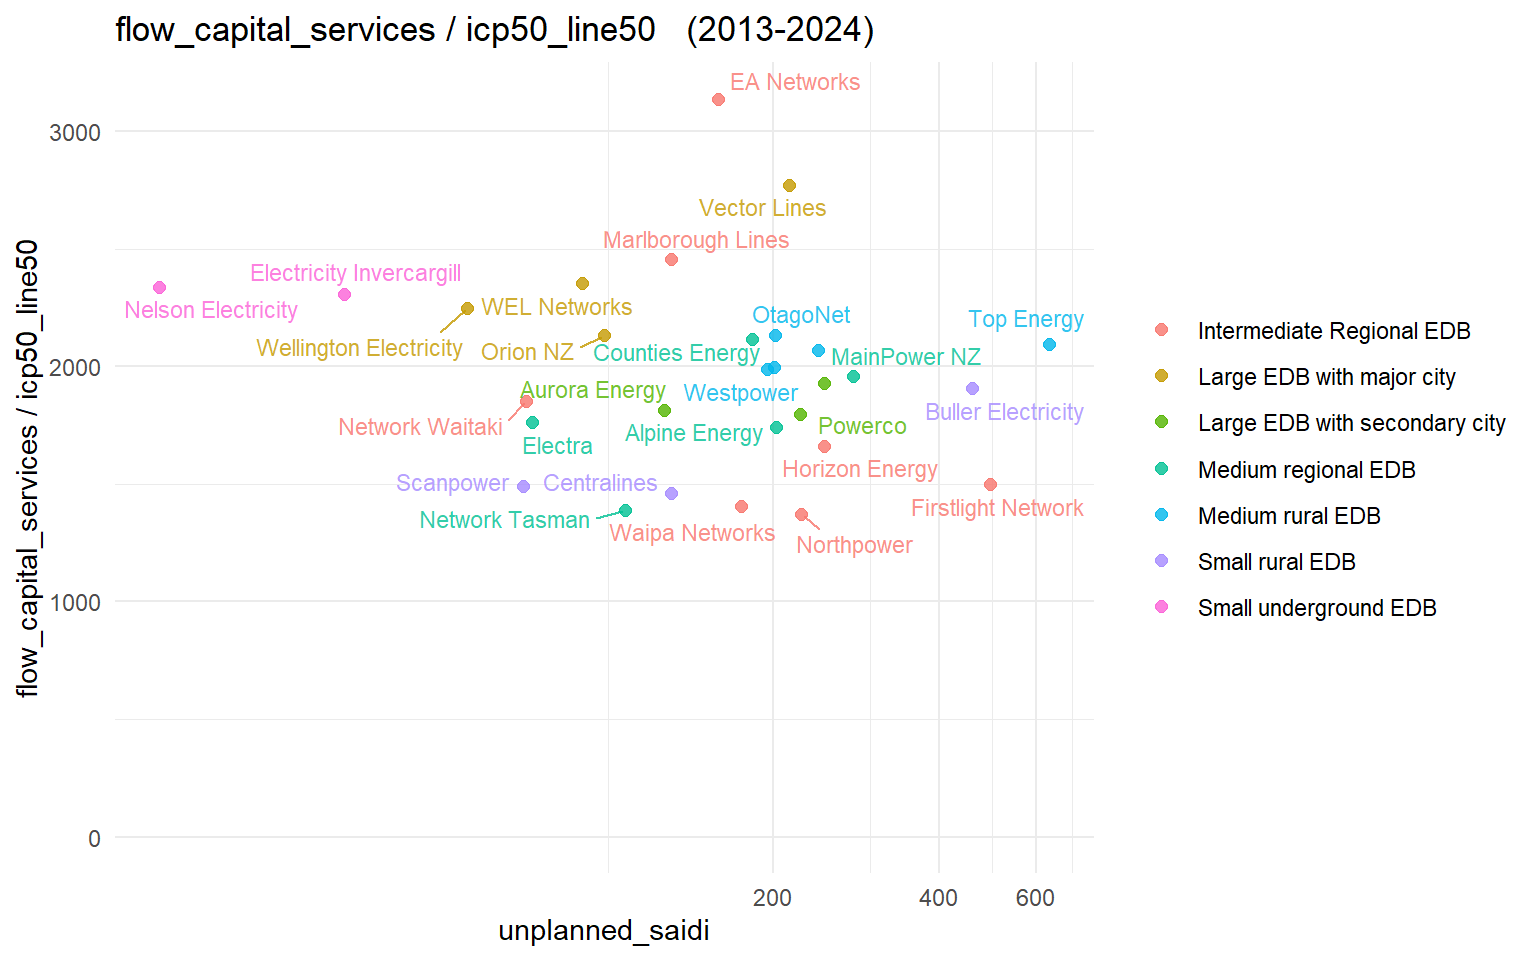 flow_capital_services / icp50_line50 (2013-2024)
EA Networks
3000
Vector Lines
Marlborough Lines
Electricity Invercargill
Nelson Electricity
WEL Networks
OtagoNet
Top Energy
Wellington Electricity
Orion NZ
Counties Energy
MainPower NZ
2000
Aurora Energy
Westpower
Buller Electricity
Network Waitaki
Electra
Alpine Energy
Powerco
Horizon Energy
Scanpower
Centralines
Firstlight Network
Network Tasman
Waipa Networks
Northpower
1000
0
200
400
600
unplanned_saidi
flow_capital_services / icp50_line50
Intermediate Regional EDB
Large EDB with major city
Large EDB with secondary city
Medium regional EDB
Medium rural EDB
Small rural EDB
Small underground EDB